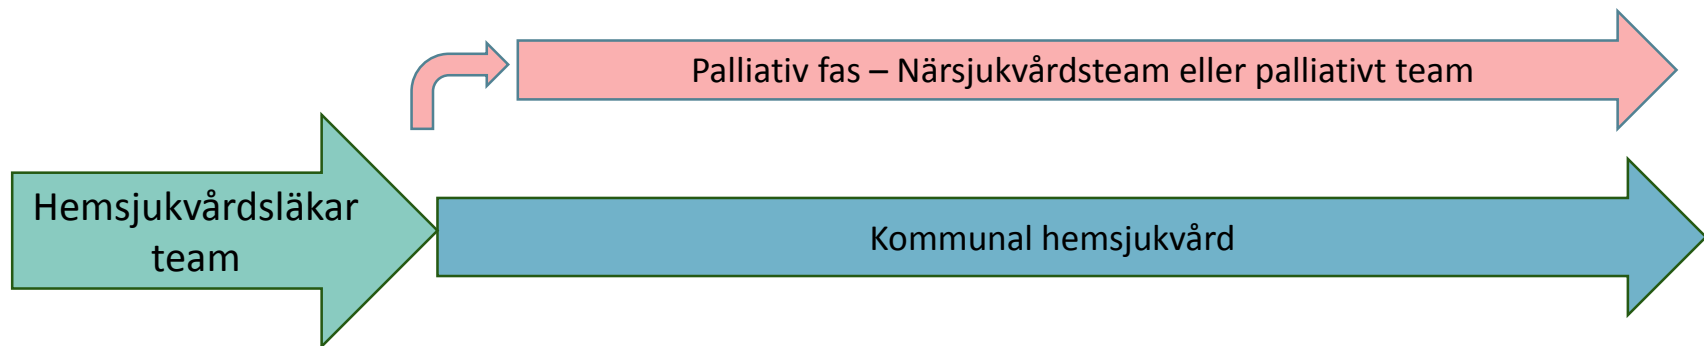 Palliativ fas – Närsjukvårdsteam eller palliativt team
Hemsjukvårdsläkar
team
Kommunal hemsjukvård